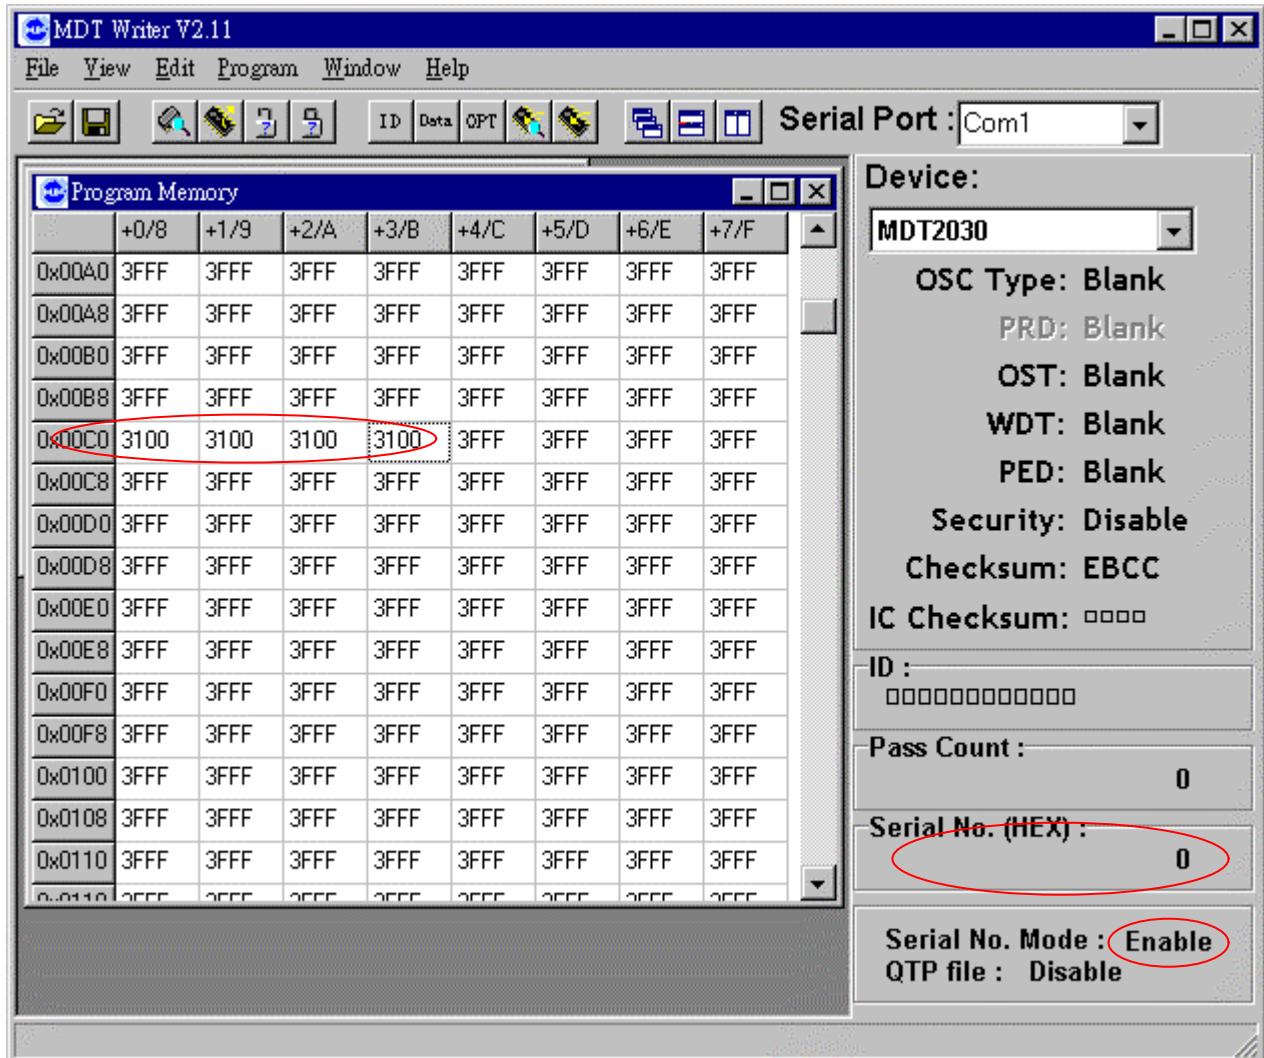 MDT Writer V2.11
File View Edit Program Window Help
ID Data OPT Serial Port : Com1
Program Memory
+0/8 +1/9 +2/A +3/B +4/C +5/D +6/E +7/F
0x00A0 3FFF 3FFF 3FFF 3FFF 3FFF 3FFF 3FFF 3FFF
0x00A8 3FFF 3FFF 3FFF 3FFF 3FFF 3FFF 3FFF 3FFF
0x00B0 3FFF 3FFF 3FFF 3FFF 3FFF 3FFF 3FFF 3FFF
0x00B8 3FFF 3FFF 3FFF 3FFF 3FFF 3FFF 3FFF 3FFF
0x00C0 3100 3100 3100 3100 3FFF 3FFF 3FFF 3FFF
0x00C8 3FFF 3FFF 3FFF 3FFF 3FFF 3FFF 3FFF 3FFF
0x00D0 3FFF 3FFF 3FFF 3FFF 3FFF 3FFF 3FFF 3FFF
0x00D8 3FFF 3FFF 3FFF 3FFF 3FFF 3FFF 3FFF 3FFF
0x00E0 3FFF 3FFF 3FFF 3FFF 3FFF 3FFF 3FFF 3FFF
0x00E8 3FFF 3FFF 3FFF 3FFF 3FFF 3FFF 3FFF 3FFF
0x00F0 3FFF 3FFF 3FFF 3FFF 3FFF 3FFF 3FFF 3FFF
0x00F8 3FFF 3FFF 3FFF 3FFF 3FFF 3FFF 3FFF 3FFF
0x0100 3FFF 3FFF 3FFF 3FFF 3FFF 3FFF 3FFF 3FFF
0x0108 3FFF 3FFF 3FFF 3FFF 3FFF 3FFF 3FFF 3FFF
0x0110 3FFF 3FFF 3FFF 3FFF 3FFF 3FFF 3FFF 3FFF
Device:
MDT2030
OSC Type: Blank
PRD: Blank
OST: Blank
WDT: Blank
PED: Blank
Security: Disable
Checksum: EBCC
IC Checksum: □□□□
ID :
□□□□□□□□□□□□
Pass Count :
0
Serial No. (HEX) :
0
Serial No. Mode : Enable
QTP file : Disable